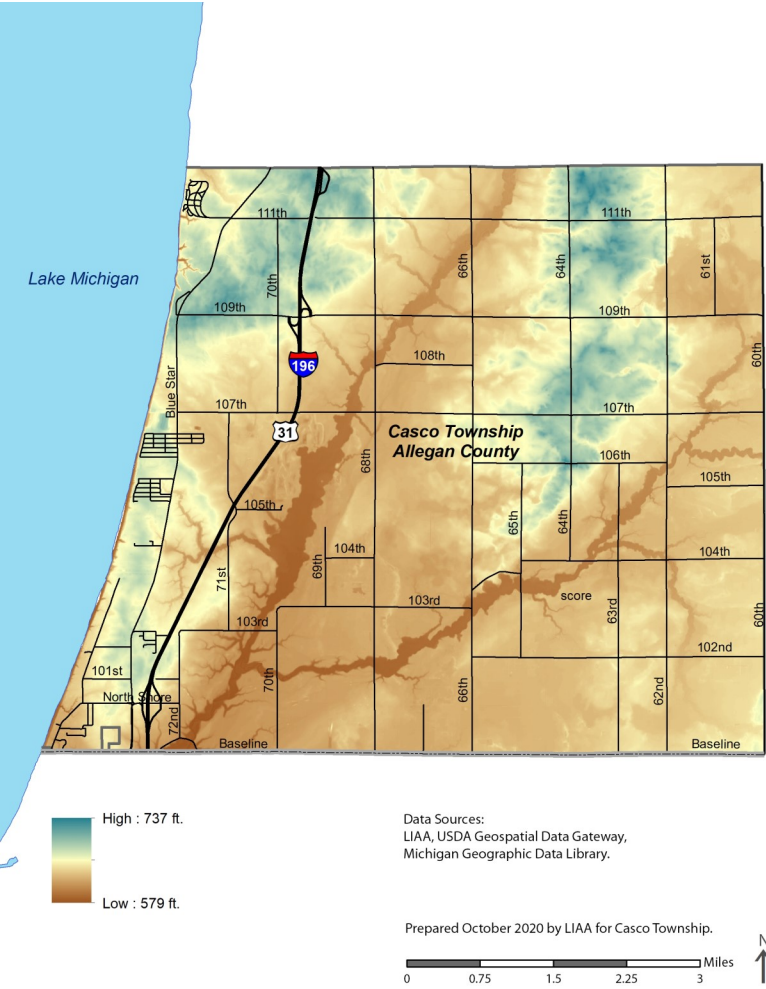 111th
111th
Lake Michigan
70th
66th
64th
61st
109th
109th
196
108th
60th
Blue Star
107th
107th
31
Casco Township
Allegan County
68th
106th
105th
105th
65th
64th
104th
104th
69th
71st
103rd
score
63rd
60th
103rd
102nd
101st
70th
66th
62nd
North Shore
72nd
Baseline
Baseline
High : 737 ft.
Low : 579 ft.
Data Sources:
LIAA, USDA Geospatial Data Gateway,
Michigan Geographic Data Library.
Prepared October 2020 by LIAA for Casco Township.
N
Miles
0 0.75 1.5 2.25 3